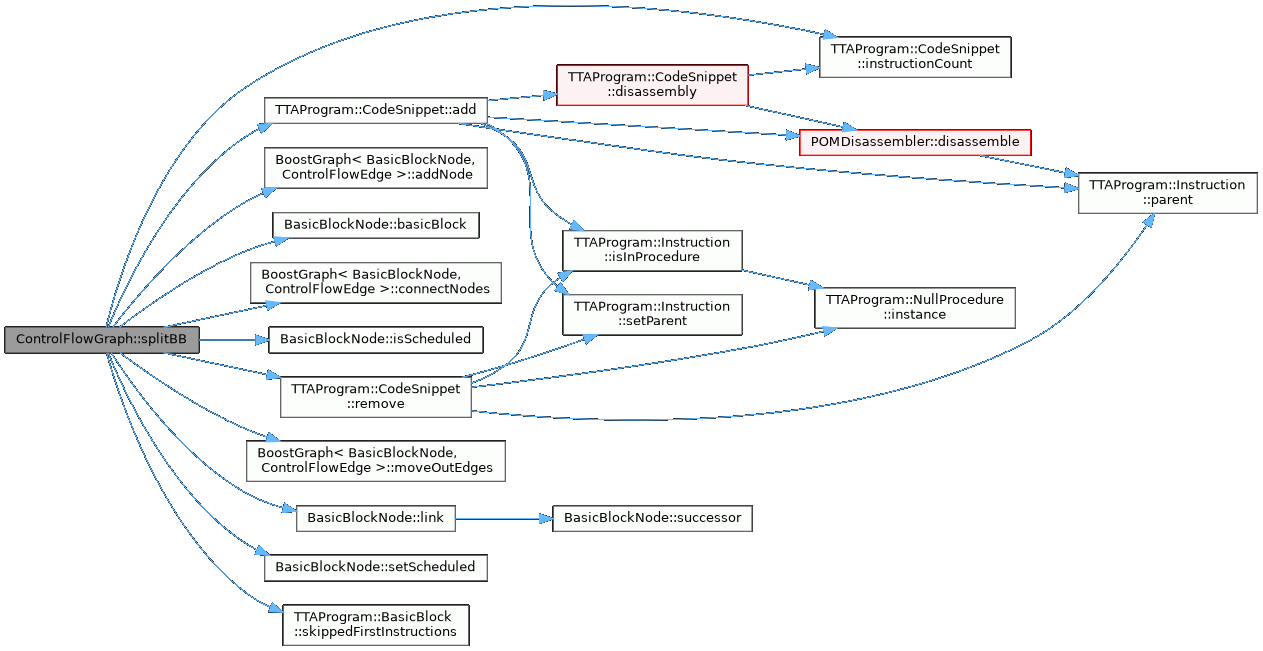 ControlFlowGraph::splitBB
TTAProgram::CodeSnippet::add
BoostGraph< BasicBlockNode,
ControlFlowEdge >::addNode
BasicBlockNode::basicBlock
BoostGraph< BasicBlockNode,
ControlFlowEdge >::connectNodes
BasicBlockNode::isScheduled
TTAProgram::CodeSnippet
::remove
BoostGraph< BasicBlockNode,
ControlFlowEdge >::moveOutEdges
BasicBlockNode::link
BasicBlockNode::setScheduled
TTAProgram::BasicBlock
::skippedFirstInstructions
TTAProgram::CodeSnippet
::disassembly
TTAProgram::Instruction
::isInProcedure
TTAProgram::Instruction
::setParent
BasicBlockNode::successor
TTAProgram::CodeSnippet
::instructionCount
POMDisassembler::disassemble
TTAProgram::NullProcedure
::instance
TTAProgram::Instruction
::parent